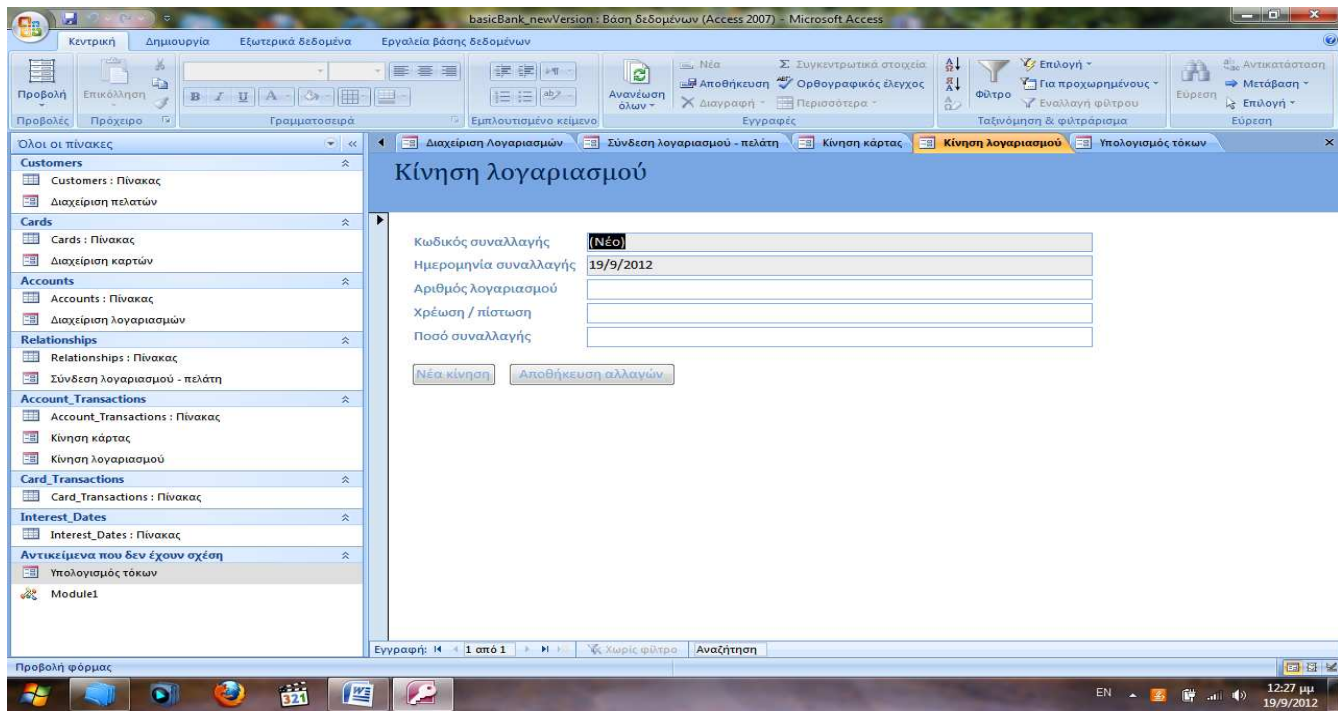 basicBank_newVersion : Βάση δεδομένων (Access 2007) - Microsoft Access
Κεντρική Δημιουργία Εξωτερικά δεδομένα Εργαλεία βάσης δεδομένων
Προβολή
Επικόλληση
B I U A
Ανανέωση όλων
Νέα
Αποθήκευση
Διαγραφή
Σ Συγκεντρωτικά στοιχεία
Ορθογραφικός έλεγχος
Περισσότερα
Φίλτρο
Επιλογή
Για προχωρημένους
Εναλλαγή φίλτρου
Εύρεση
Αντικατάσταση
Μετάβαση
Επιλογή
Προβολές Πρόχειρο Γραμματοσειρά Εμπλουτισμένο κείμενο Εγγραφές Ταξινόμηση & φιλτράρισμα Εύρεση
Όλοι οι πίνακες
Customers
Customers : Πίνακας
Διαχείριση πελατών
Cards
Cards : Πίνακας
Διαχείριση καρτών
Accounts
Accounts : Πίνακας
Διαχείριση λογαριασμών
Relationships
Relationships : Πίνακας
Σύνδεση λογαριασμού - πελάτη
Account_Transactions
Account_Transactions : Πίνακας
Κίνηση κάρτας
Κίνηση λογαριασμού
Card_Transactions
Card_Transactions : Πίνακας
Interest_Dates
Interest_Dates : Πίνακας
Αντικείμενα που δεν έχουν σχέση
Υπολογισμός τόκων
Module1
Διαχείριση Λογαριασμών Σύνδεση λογαριασμού - πελάτη Κίνηση κάρτας Κίνηση λογαριασμού Υπολογισμός τόκων
Κίνηση λογαριασμού
Κωδικός συναλλαγής (Νέο)
Ημερομηνία συναλλαγής 19/9/2012
Αριθμός λογαριασμού
Χρέωση / πίστωση
Ποσό συναλλαγής
Νέα κίνηση Αποθήκευση αλλαγών
Εγγραφή: 1 από 1 Χωρίς φίλτρο Αναζήτηση
Προβολή φόρμας
321
EN
12:27 μμ
19/9/2012